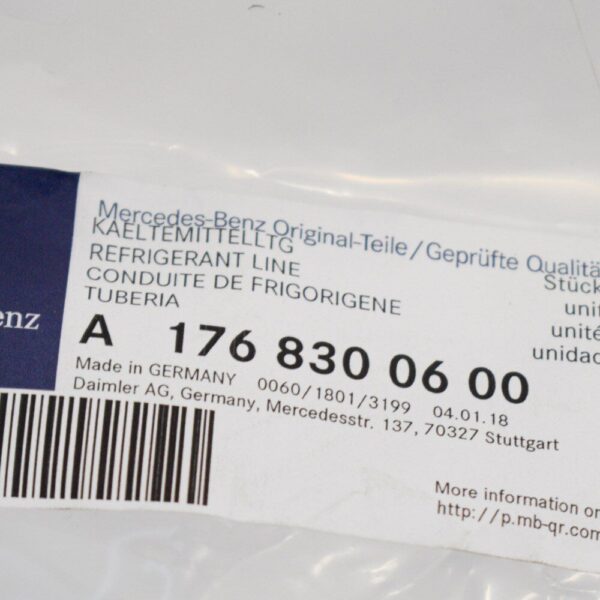 Mercedes-Benz Original-Teile/Geprüfte Qualitä
KAELTEMITTELLTG
REFRIGERANT LINE
CONDUITE DE FRIGORIGENE
TUBERIA
Stück
unit
unité
unidad
enz
A 176 830 06 00
Made in GERMANY 0060/1801/3199 04.01.18
Daimler AG, Germany, Mercedesstr. 137, 70327 Stuttgart
More information on
http://p.mb-qr.com